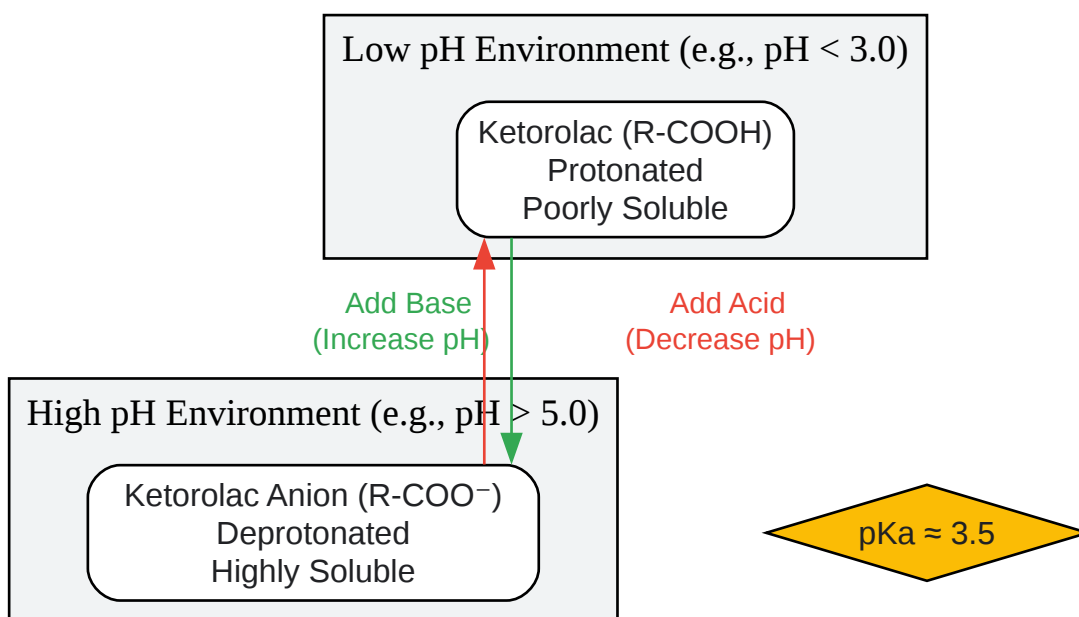 Low pH Environment (e.g., pH < 3.0)
Ketorolac (R-COOH)
Protonated
Poorly Soluble
Add Base
(Increase pH)
Add Acid
(Decrease pH)
High pH Environment (e.g., pH > 5.0)
Ketorolac Anion (R-COO⁻)
Deprotonated
Highly Soluble
pKa ≈ 3.5